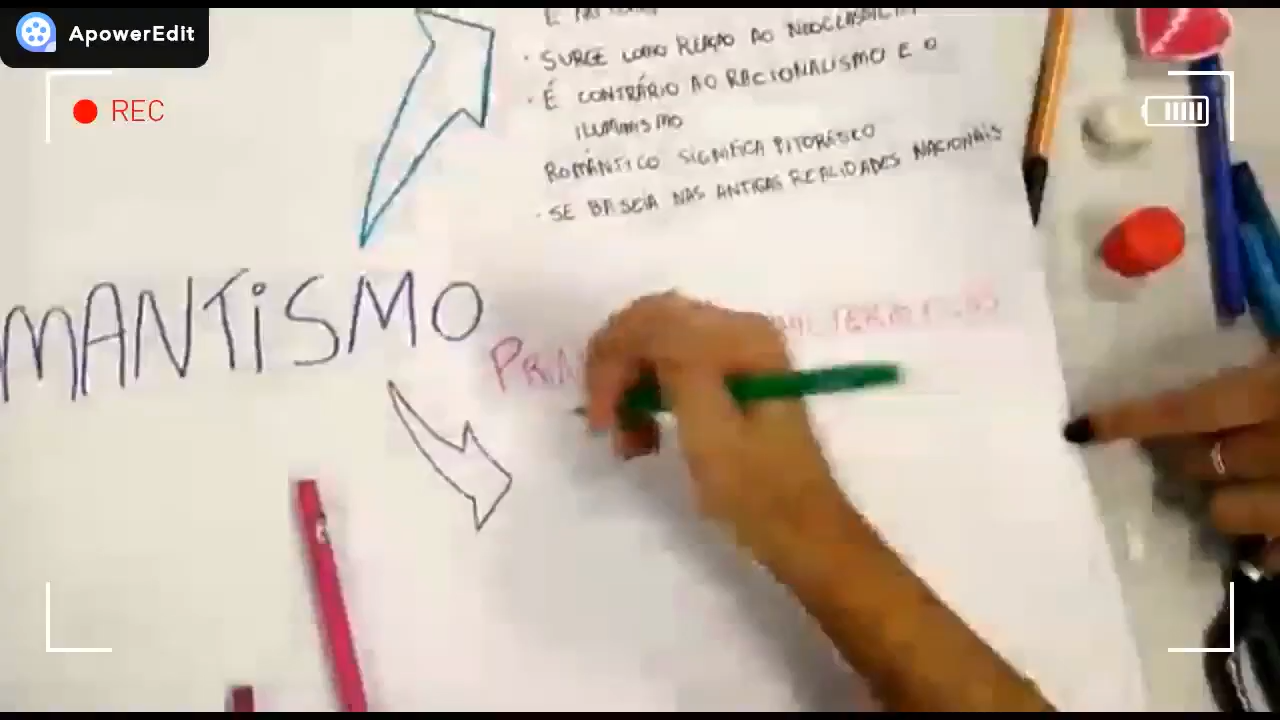 ApowerEdit
REC
· SURGE COMO REAÇÃO AO
· É CONTRÁRIO AO RACIONALISMO E O
ILUMINISMO
ROMÂNTICO SIGNIFICA PITORESCO
· SE BASEIA NAS ANTIGAS REALIDADES NACIONAIS
MANTiSMO